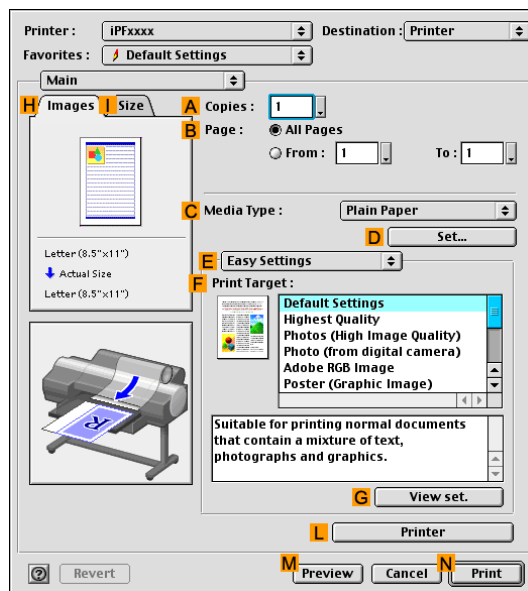 Printer : iPFxxxx Destination : Printer
Favorites : Default Settings
Main
H Images I Size A Copies : 1
B Page : All Pages
From : 1 To : 1
C Media Type : Plain Paper
D Set...
Letter (8.5"x11")
Actual Size
Letter (8.5"x11")
E Easy Settings
F Print Target :
Default Settings
Highest Quality
Photos (High Image Quality)
Photo (from digital camera)
Adobe RGB Image
Poster (Graphic Image)
Suitable for printing normal documents
that contain a mixture of text,
photographs and graphics.
R
G View set.
L Printer
? Revert M Preview Cancel N Print